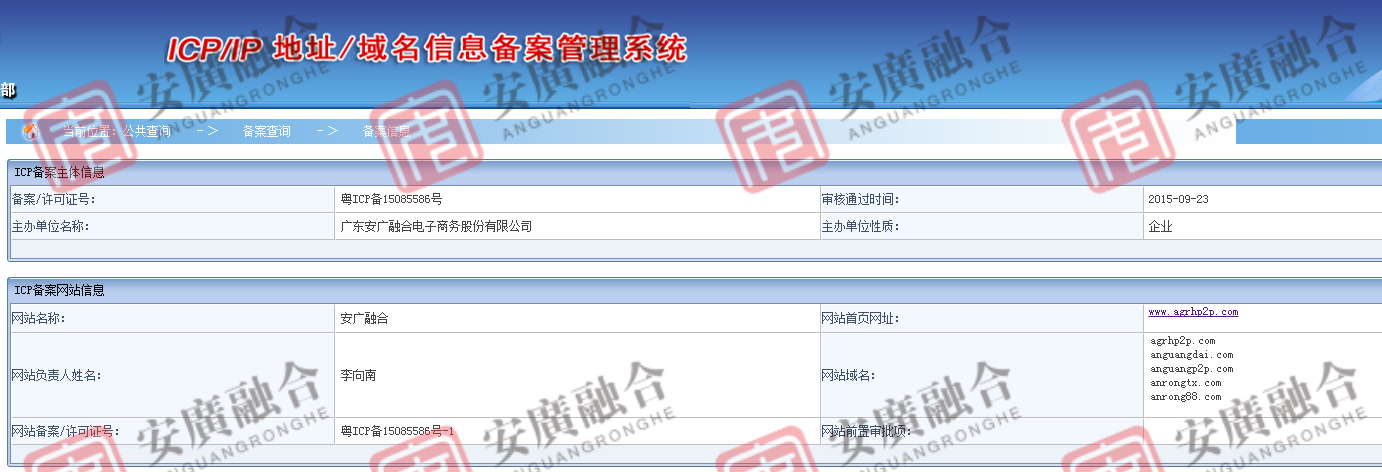 ICP/IP 地址/域名信息备案管理系统
部
当前位置: 公共查询 -> 备案查询 -> 备案信息
ICP备案主体信息
备案/许可证号: 粤ICP备15085586号 审核通过时间: 2015-09-23
主办单位名称: 广东安广融合电子商务股份有限公司 主办单位性质: 企业
ICP备案网站信息
网站名称: 安广融合 网站首页网址: www.agrhp2p.com
网站负责人姓名: 李向南 网站域名: agrhp2p.com
anguangdai.com
anguangp2p.com
anrongtx.com
anrong88.com
网站备案/许可证号: 粤ICP备15085586号-1 网站前置审批项:
安廣融合
ANGUANGRONGHE
安廣融合
ANGUANGRONGHE
安廣融合
ANGUANGRONGHE
安廣融合
ANGUANGRONGHE
安廣融合
ANGUANGRONGHE
安廣融合
ANGUANGRONGHE
安廣融合
ANGUANGRONGHE
安廣融合
ANGUANGRONGHE